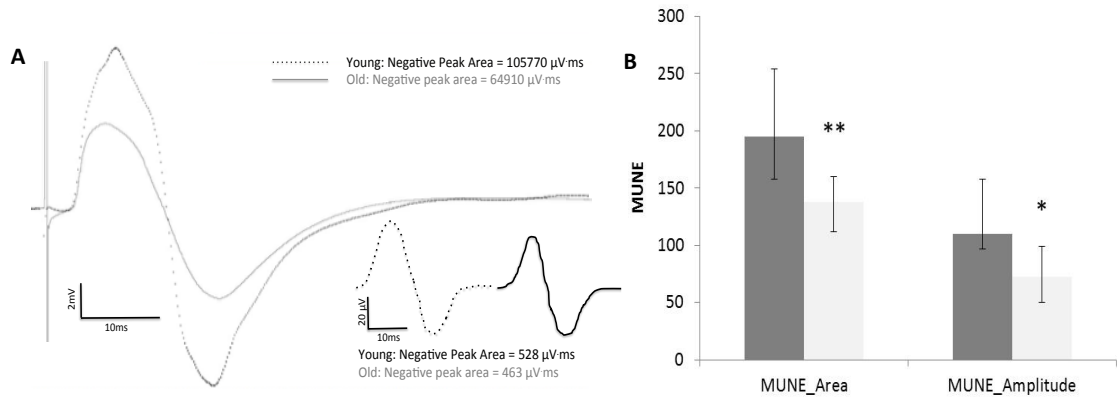 A
Young: Negative Peak Area = 105770 μV·ms
Old: Negative peak area = 64910 μV·ms
2mV
10ms
20 μV
10ms
Young: Negative Peak Area = 528 μV·ms
Old: Negative peak area = 463 μV·ms
B
MUNE
300
250
200
150
100
50
0
**
*
MUNE_Area
MUNE_Amplitude